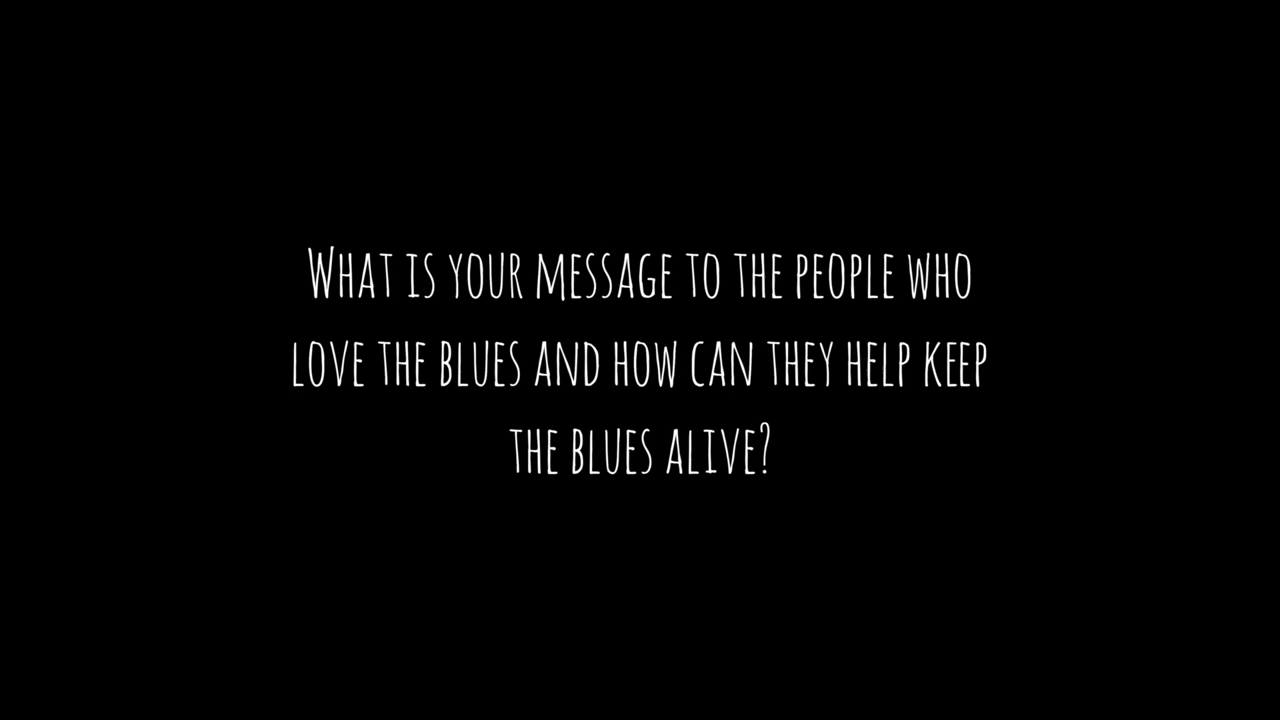 What is your message to the people who
love the blues and how can they help keep
the blues alive?